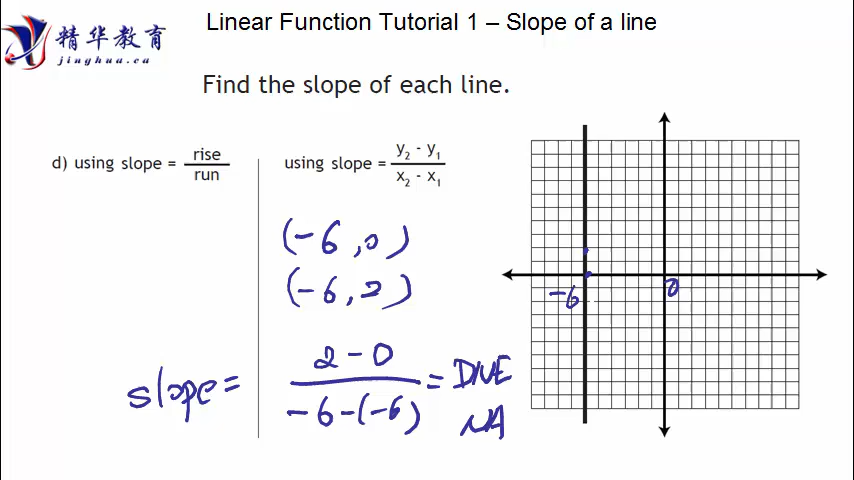 Linear Function Tutorial 1 – Slope of a line
精华教育
jinghua.ca
Find the slope of each line.
d) using slope = rise / run
using slope = y₂ - y₁ / x₂ - x₁
(-6, 0)
(-6, 2)
-6
0
slope = 2 - 0 / -6 - (-6) = DNE
NA